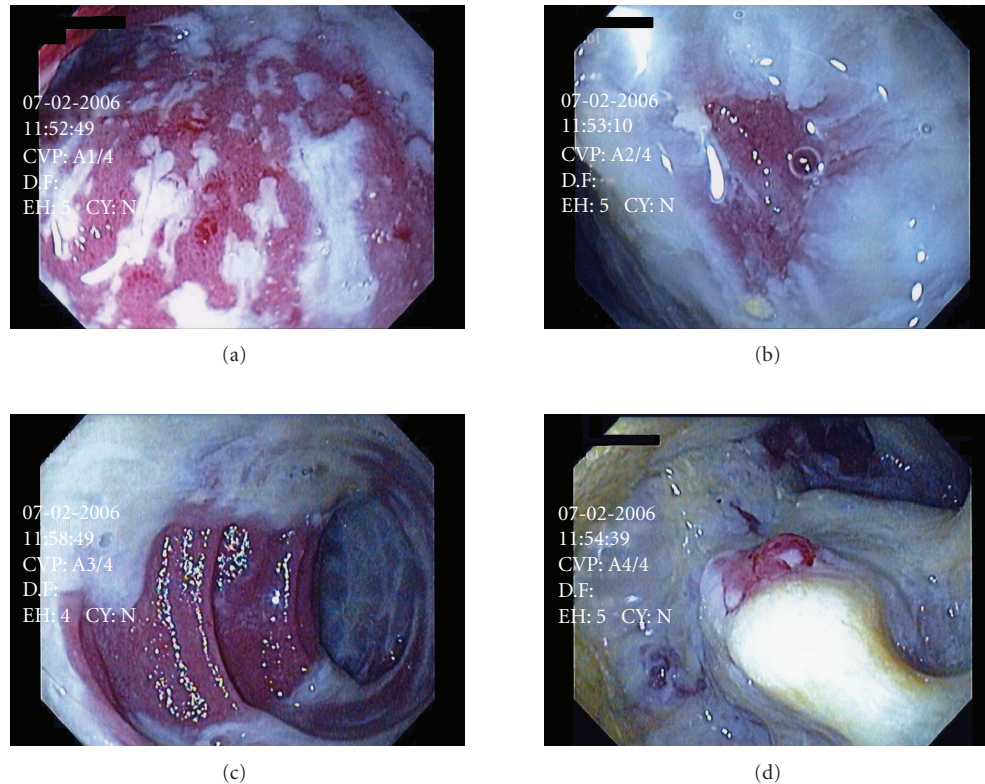 07-02-2006
11:52:49
CVP: A1/4
D.F:
EH: 5 CY: N
(a)
07-02-2006
11:53:10
CVP: A2/4
D.F:
EH: 5 CY: N
(b)
07-02-2006
11:58:49
CVP: A3/4
D.F:
EH: 4 CY: N
(c)
07-02-2006
11:54:39
CVP: A4/4
D.F:
EH: 5 CY: N
(d)